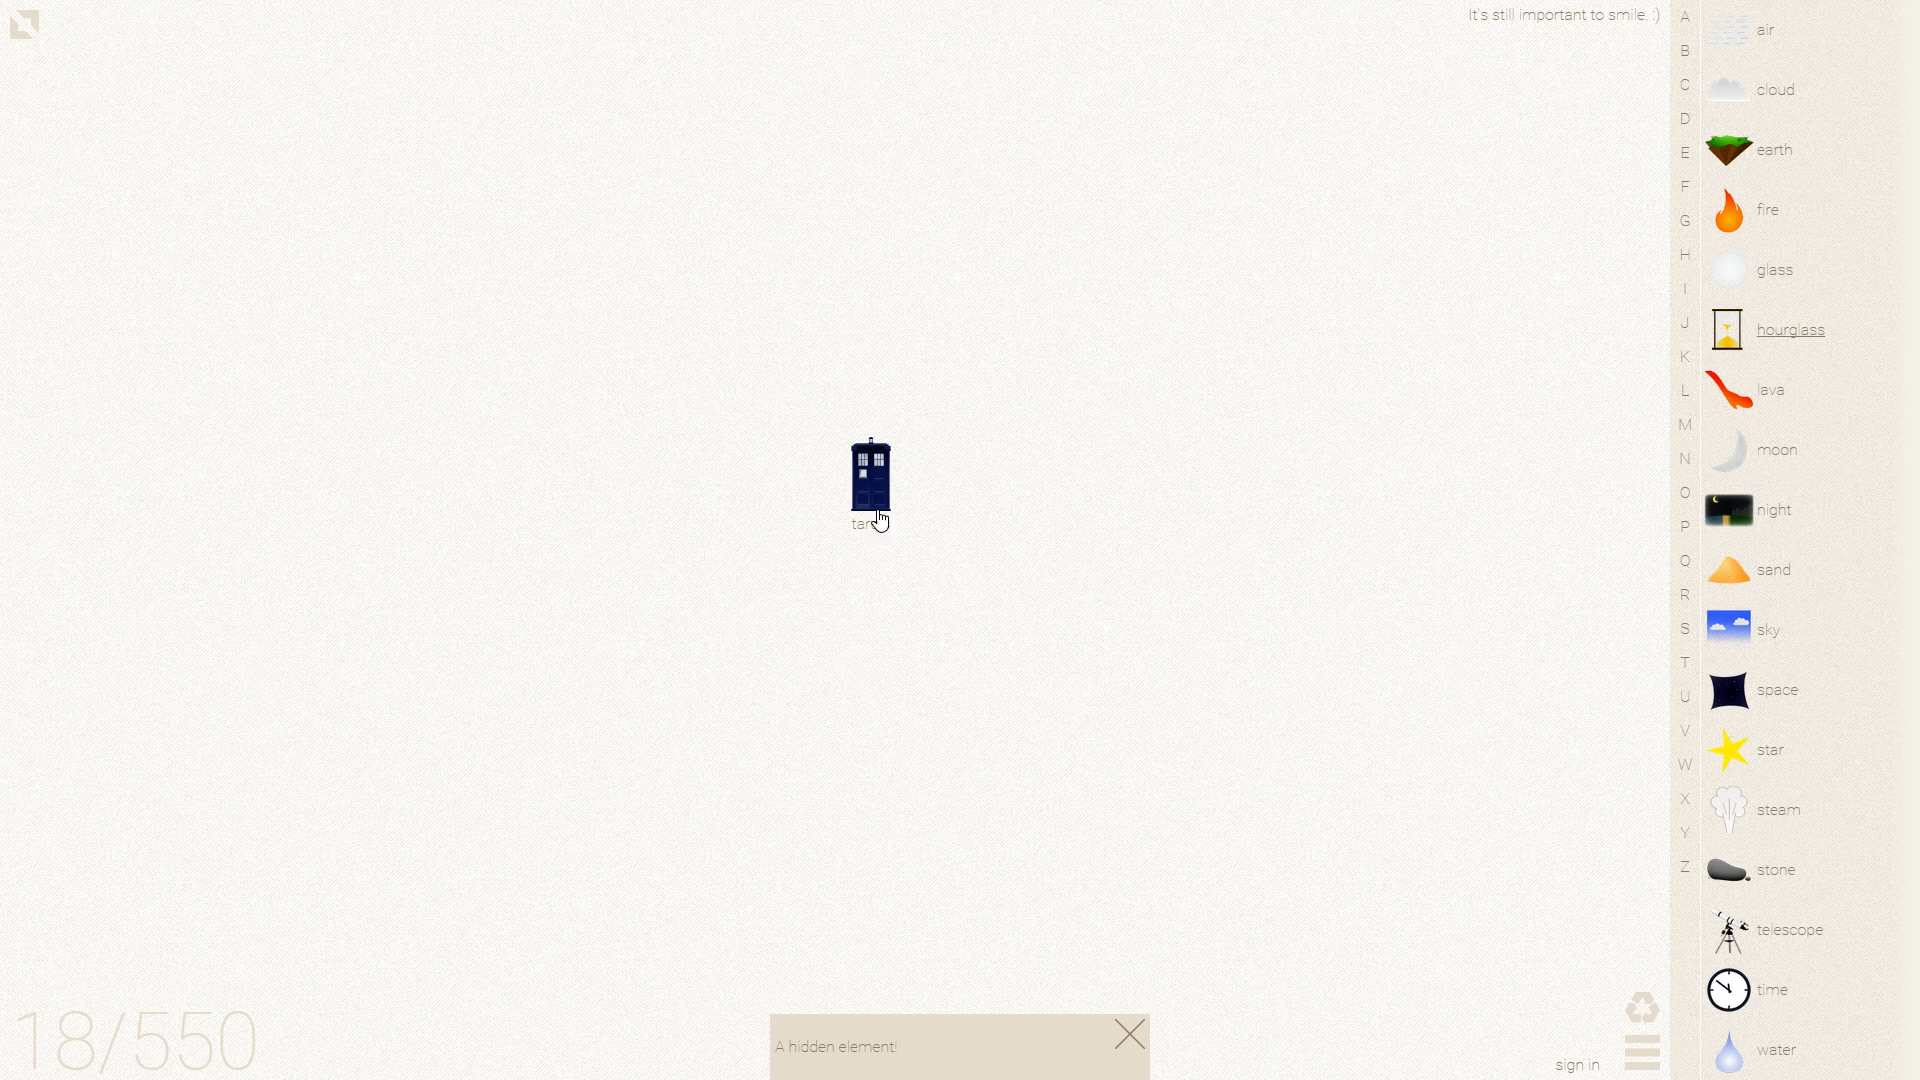 It's still important to smile. :)
A
B
C
D
E
F
G
H
I
J
K
L
M
N
O
P
Q
R
S
T
U
V
W
X
Y
Z
air
cloud
earth
fire
glass
hourglass
lava
moon
night
sand
sky
space
star
steam
stone
telescope
time
water
18/550
A hidden element!
sign in